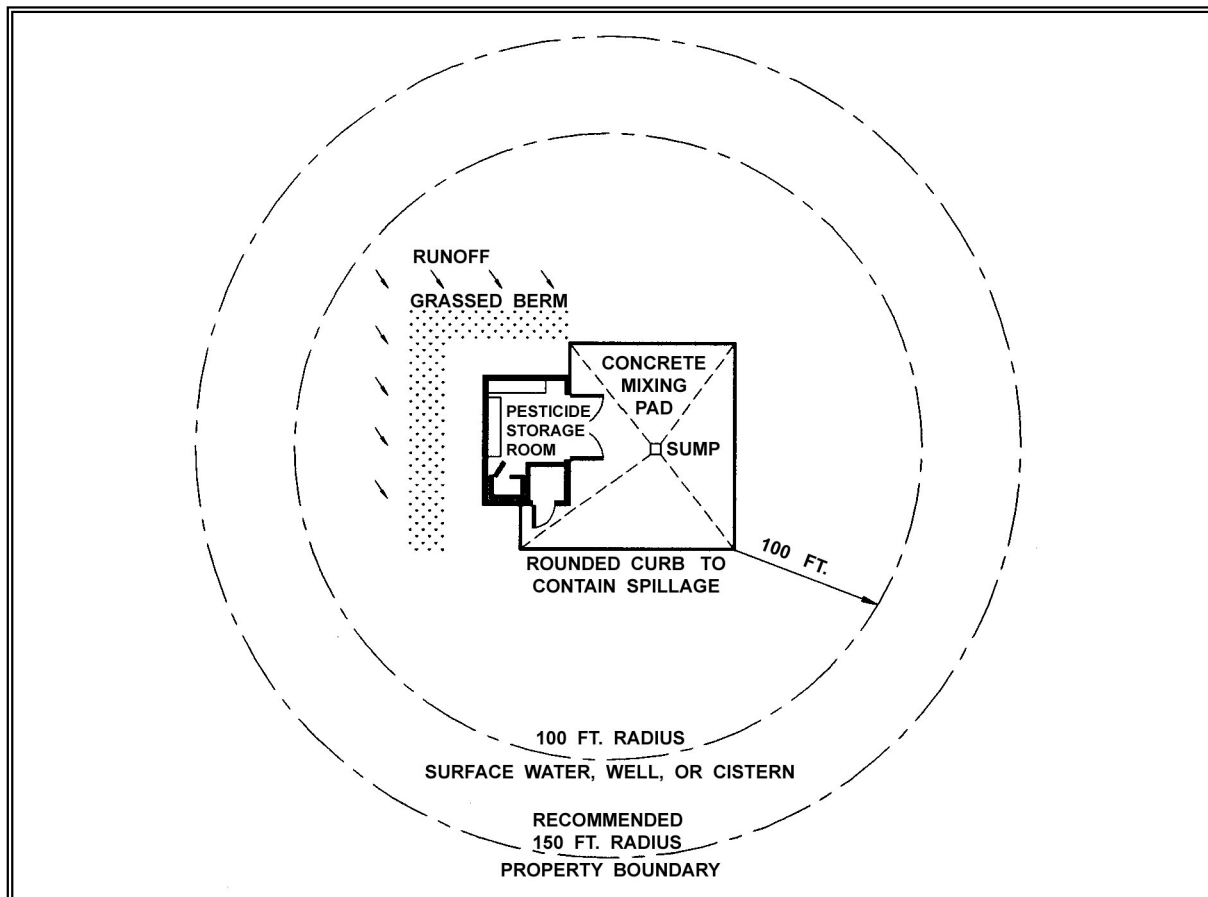 RUNOFF
GRASSED BERM
CONCRETE
MIXING
PAD
PESTICIDE
STORAGE
ROOM
SUMP
100 FT.
ROUNDED CURB TO
CONTAIN SPILLAGE
100 FT. RADIUS
SURFACE WATER, WELL, OR CISTERN
RECOMMENDED
150 FT. RADIUS
PROPERTY BOUNDARY